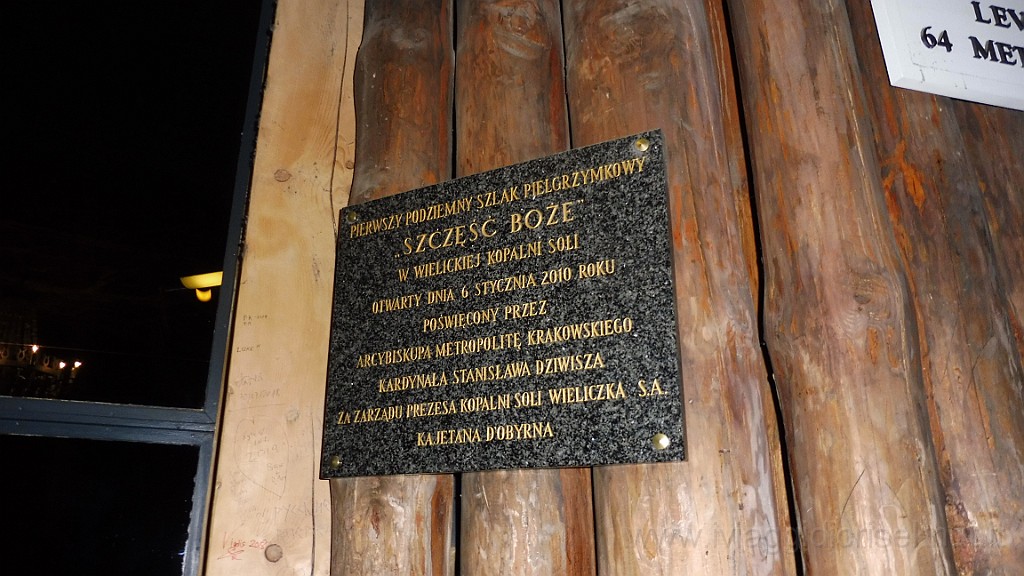 PIERWSZY PODZIEMNY SZLAK PIELGRZYMKOWY
„SZCZĘŚĆ BOŻE”
W WIELICKIEJ KOPALNI SOLI
OTWARTY DNIA 6 STYCZNIA 2010 ROKU
POŚWIĘCONY PRZEZ
ARCYBISKUPA METROPOLITĘ KRAKOWSKIEGO
KARDYNAŁA STANISŁAWA DZIWISZA
ZA ZARZĄDU PREZESA KOPALNI SOLI WIELICZKA S.A.
KAJETANA D'OBYRNA
LEV
64 MET